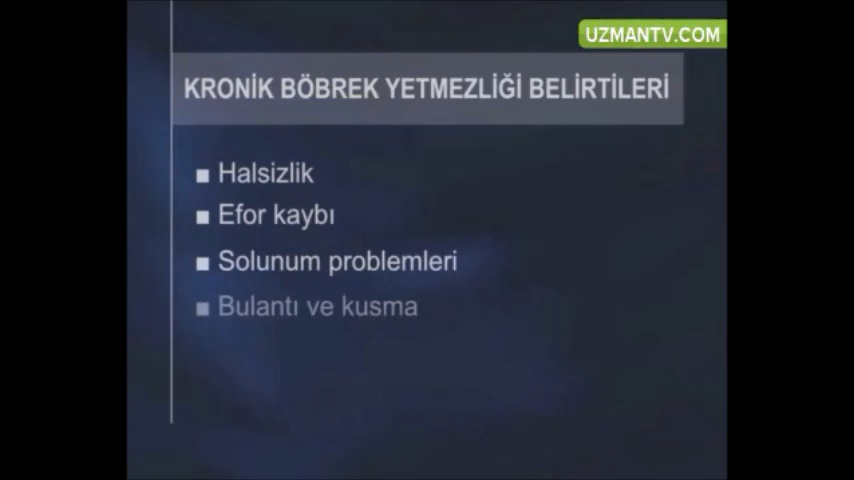 UZMANTV.COM
KRONİK BÖBREK YETMEZLİĞİ BELİRTİLERİ
Halsizlik
Efor kaybı
Solunum problemleri
Bulantı ve kusma